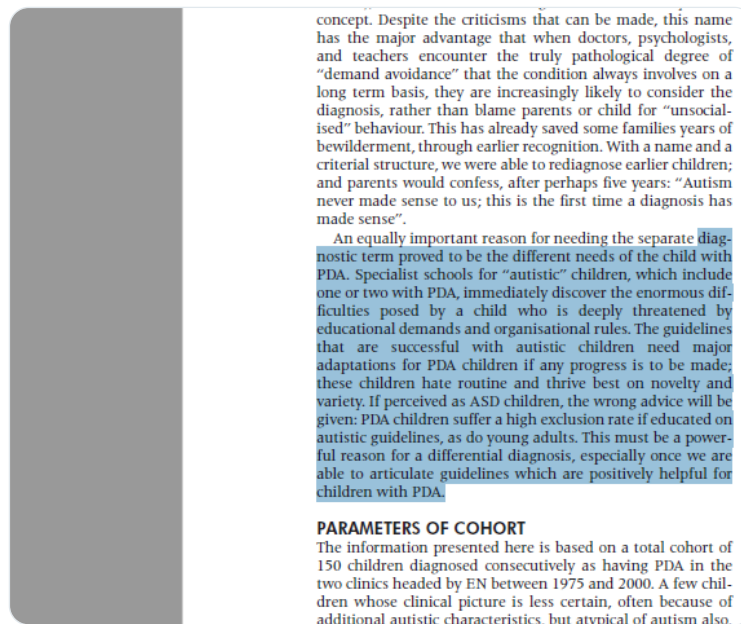 concept. Despite the criticisms that can be made, this name
has the major advantage that when doctors, psychologists,
and teachers encounter the truly pathological degree of
“demand avoidance” that the condition always involves on a
long term basis, they are increasingly likely to consider the
diagnosis, rather than blame parents or child for “unsocial-
ised” behaviour. This has already saved some families years of
bewilderment, through earlier recognition. With a name and a
criterial structure, we were able to rediagnose earlier children;
and parents would confess, after perhaps five years: “Autism
never made sense to us; this is the first time a diagnosis has
made sense”.
An equally important reason for needing the separate diag-
nostic term proved to be the different needs of the child with
PDA. Specialist schools for “autistic” children, which include
one or two with PDA, immediately discover the enormous dif-
ficulties posed by a child who is deeply threatened by
educational demands and organisational rules. The guidelines
that are successful with autistic children need major
adaptations for PDA children if any progress is to be made;
these children hate routine and thrive best on novelty and
variety. If perceived as ASD children, the wrong advice will be
given: PDA children suffer a high exclusion rate if educated on
autistic guidelines, as do young adults. This must be a power-
ful reason for a differential diagnosis, especially once we are
able to articulate guidelines which are positively helpful for
children with PDA.
PARAMETERS OF COHORT
The information presented here is based on a total cohort of
150 children diagnosed consecutively as having PDA in the
two clinics headed by EN between 1975 and 2000. A few chil-
dren whose clinical picture is less certain, often because of
additional autistic characteristics, but atypical of autism also,